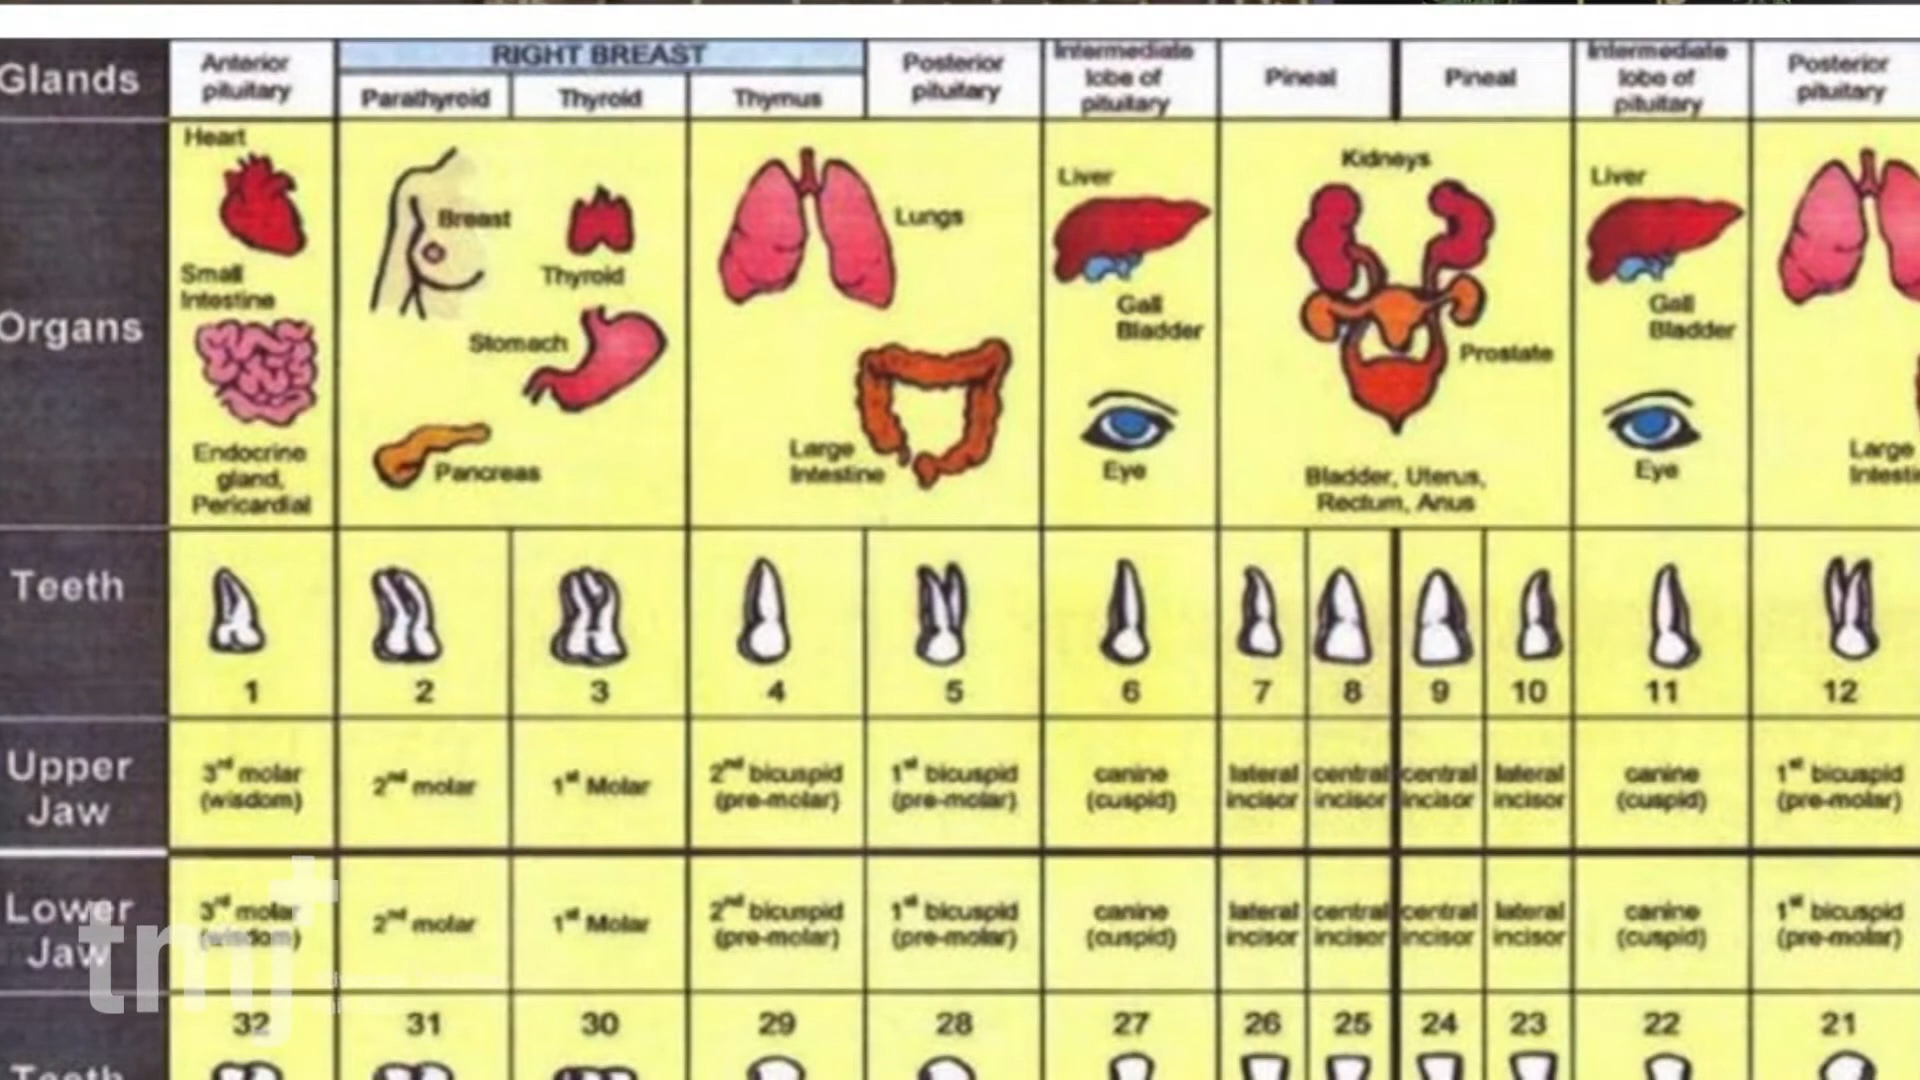 Glands
Anterior
pituitary
RIGHT BREAST
Parathyroid
Thyroid
Thymus
Posterior
pituitary
Intermediate
lobe of
pituitary
Pineal
Pineal
Intermediate
lobe of
pituitary
Posterior
pituitary
Organs
Heart
Small
Intestine
Endocrine
gland,
Pericardial
Breast
Thyroid
Stomach
Pancreas
Lungs
Large
Intestine
Liver
Gall
Bladder
Eye
Kidneys
Prostate
Bladder, Uterus,
Rectum, Anus
Liver
Gall
Bladder
Eye
Large
Intesti
Teeth
1 2 3 4 5 6 7 8 9 10 11 12
Upper
Jaw
3rd molar
(wisdom)
2nd molar
1st Molar
2nd bicuspid
(pre-molar)
1st bicuspid
(pre-molar)
canine
(cuspid)
lateral
incisor
central
incisor
central
incisor
lateral
incisor
canine
(cuspid)
1st bicuspid
(pre-molar)
Lower
Jaw
3rd molar
(wisdom)
2nd molar
1st Molar
2nd bicuspid
(pre-molar)
1st bicuspid
(pre-molar)
canine
(cuspid)
lateral
incisor
central
incisor
central
incisor
lateral
incisor
canine
(cuspid)
1st bicuspid
(pre-molar)
tmj+
32 31 30 29 28 27 26 25 24 23 22 21
Teeth